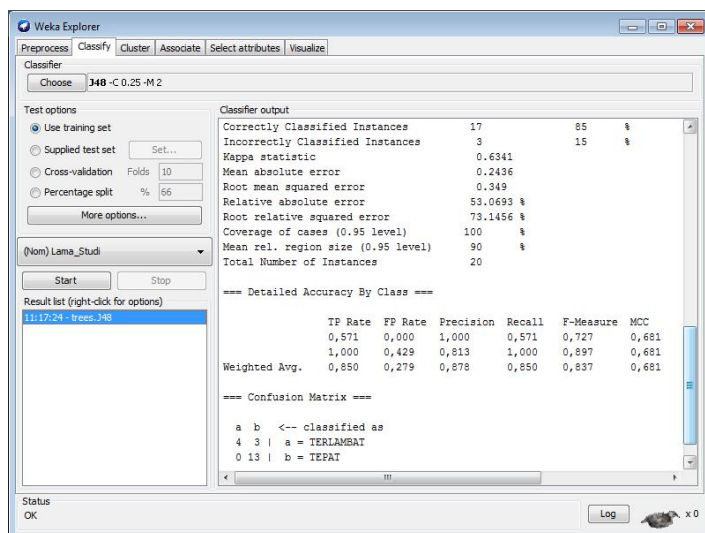 Weka Explorer
Preprocess Classify Cluster Associate Select attributes Visualize
Classifier
Choose J48 -C 0.25 -M 2
Test options
Use training set
Supplied test set Set...
Cross-validation Folds 10
Percentage split % 66
More options...
(Nom) Lama_Studi
Start Stop
Result list (right-click for options)
11:17:24 - trees.J48
Classifier output
Correctly Classified Instances 17 85 %
Incorrectly Classified Instances 3 15 %
Kappa statistic 0.6341
Mean absolute error 0.2436
Root mean squared error 0.349
Relative absolute error 53.0693 %
Root relative squared error 73.1456 %
Coverage of cases (0.95 level) 100 %
Mean rel. region size (0.95 level) 90 %
Total Number of Instances 20
=== Detailed Accuracy By Class ===
TP Rate FP Rate Precision Recall F-Measure MCC
0,571 0,000 1,000 0,571 0,727 0,681
1,000 0,429 0,813 1,000 0,897 0,681
Weighted Avg. 0,850 0,279 0,878 0,850 0,837 0,681
=== Confusion Matrix ===
a b <-- classified as
4 3 | a = TERLAMBAT
0 13 | b = TEPAT
Status
OK
Log x 0